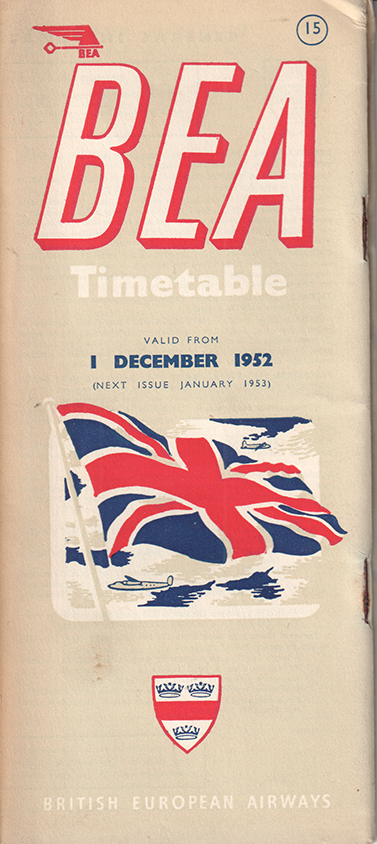 15
BEA
BEA
Timetable
VALID FROM
1 DECEMBER 1952
(NEXT ISSUE JANUARY 1953)
BRITISH EUROPEAN AIRWAYS